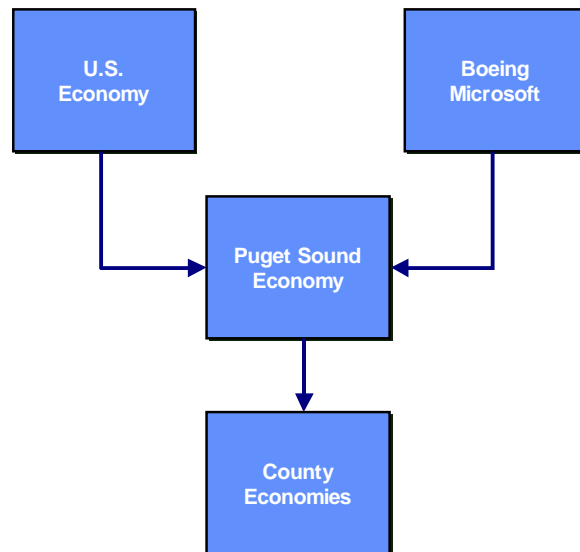 U.S.
Economy
Boeing
Microsoft
Puget Sound
Economy
County
Economies